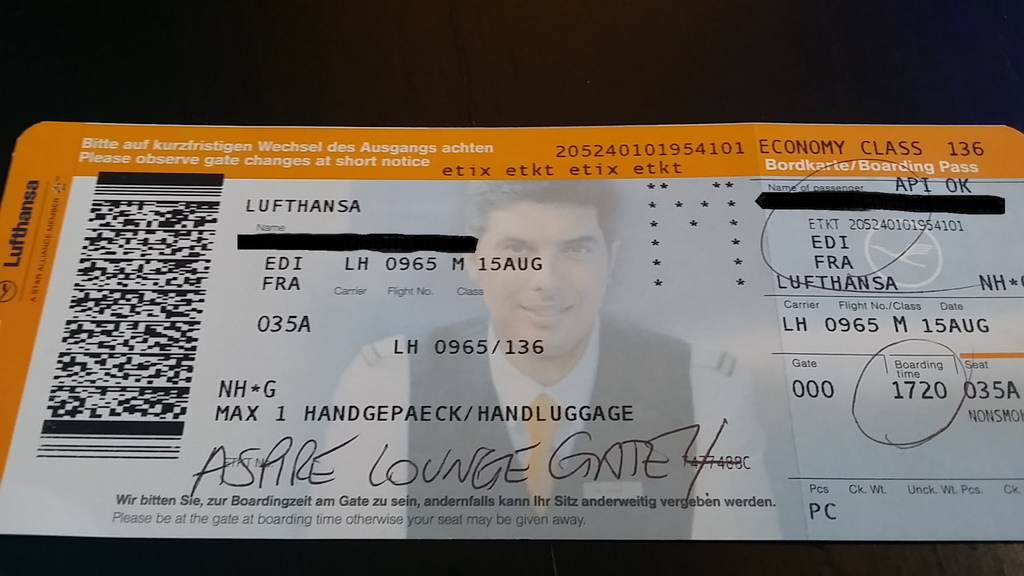 Lufthansa
A STAR ALLIANCE MEMBER
Bitte auf kurzfristigen Wechsel des Ausgangs achten
Please observe gate changes at short notice
205240101954101 ECONOMY CLASS 136
etix etkt etix etkt
Bordkarte/Boarding Pass
** **
* * * *
* * *
* *
* *
* *
LUFTHANSA
Name
EDI LH 0965 M 15AUG
FRA Carrier Flight No. Class
035A
LH 0965/136
NH*G
MAX 1 HANDGEPAECK/HANDLUGGAGE
ASPIRE LOUNGE GATE 4
Wir bitten Sie, zur Boardingzeit am Gate zu sein, andernfalls kann Ihr Sitz anderweitig vergeben werden.
Please be at the gate at boarding time otherwise your seat may be given away.
Name of passenger API OK
ETKT 205240101954101
EDI
FRA
LUFTHANSA NH*G
Carrier Flight No./Class Date
LH 0965 M 15AUG
Gate Boarding time Seat
000 1720 035A
NONSMO
Pcs Ck. Wt. Unck. Wt. Pcs. Ck.
PC